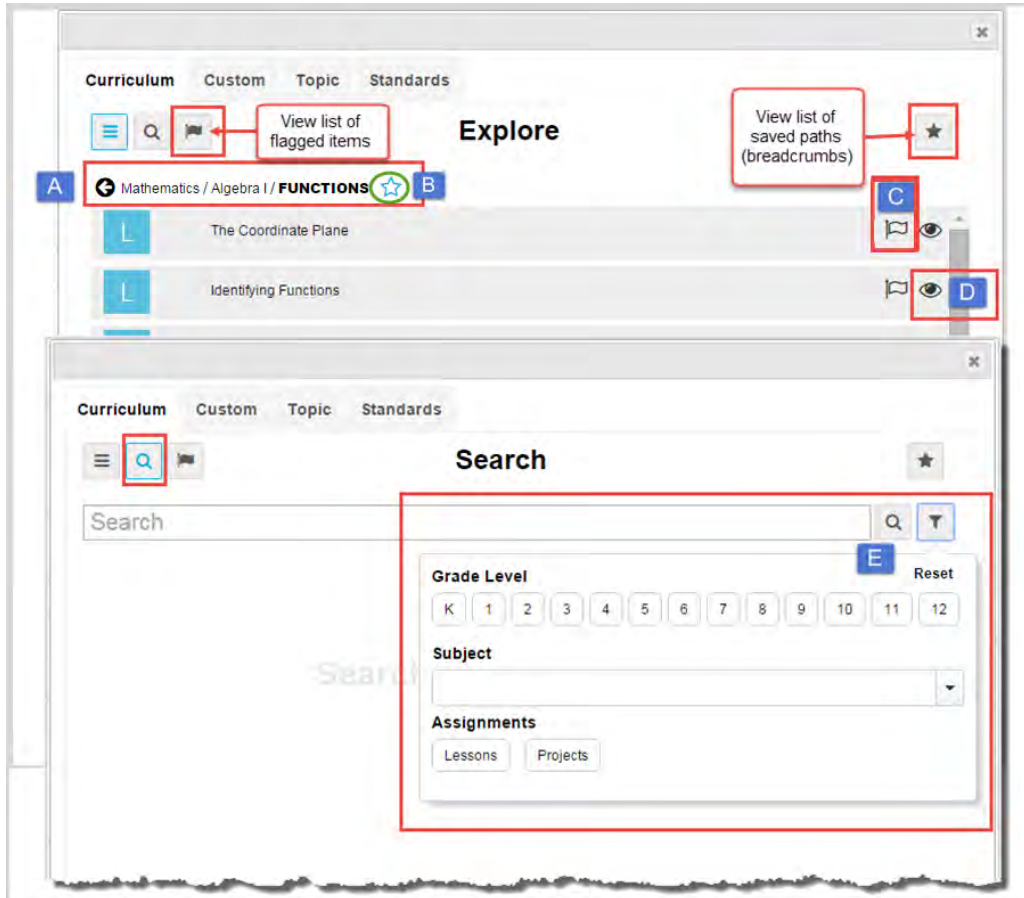 Curriculum Custom Topic Standards
View list of
flagged items
Explore
View list of
saved paths
(breadcrumbs)
A
Mathematics / Algebra I / FUNCTIONS
B
C
L The Coordinate Plane
L Identifying Functions
D
Curriculum Custom Topic Standards
Search
Search
E
Grade Level Reset
K 1 2 3 4 5 6 7 8 9 10 11 12
Subject
Search
Assignments
Lessons Projects